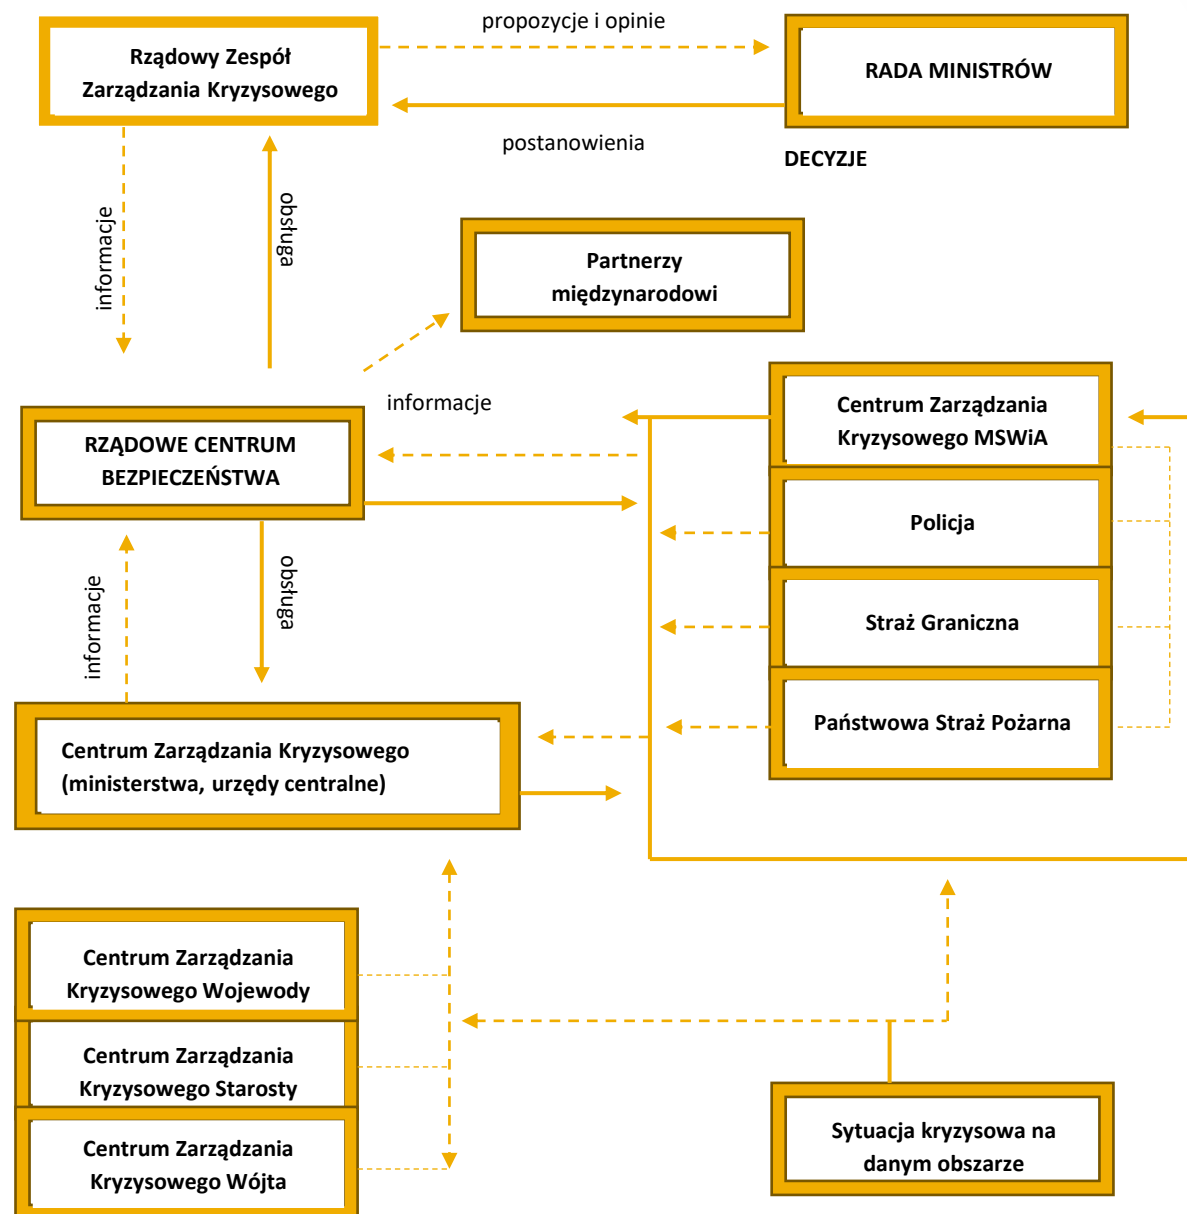 propozycje i opinie
Rządowy Zespół
Zarządzania Kryzysowego
RADA MINISTRÓW
postanowienia
DECYZJE
informacje
obsługa
Partnerzy
międzynarodowi
informacje
RZĄDOWE CENTRUM
BEZPIECZEŃSTWA
Centrum Zarządzania
Kryzysowego MSWiA
Policja
Straż Graniczna
Państwowa Straż Pożarna
informacje
obsługa
Centrum Zarządzania Kryzysowego
(ministerstwa, urzędy centralne)
Centrum Zarządzania
Kryzysowego Wojewody
Centrum Zarządzania
Kryzysowego Starosty
Centrum Zarządzania
Kryzysowego Wójta
Sytuacja kryzysowa na
danym obszarze